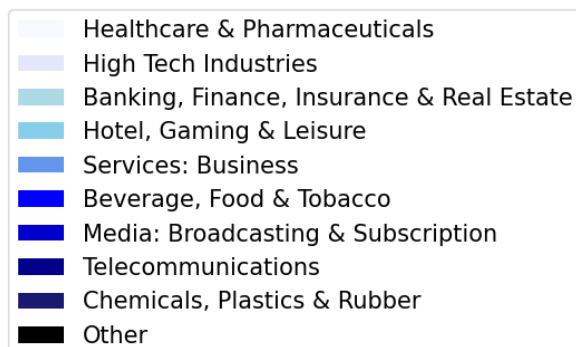 Healthcare & Pharmaceuticals
High Tech Industries
Banking, Finance, Insurance & Real Estate
Hotel, Gaming & Leisure
Services: Business
Beverage, Food & Tobacco
Media: Broadcasting & Subscription
Telecommunications
Chemicals, Plastics & Rubber
Other